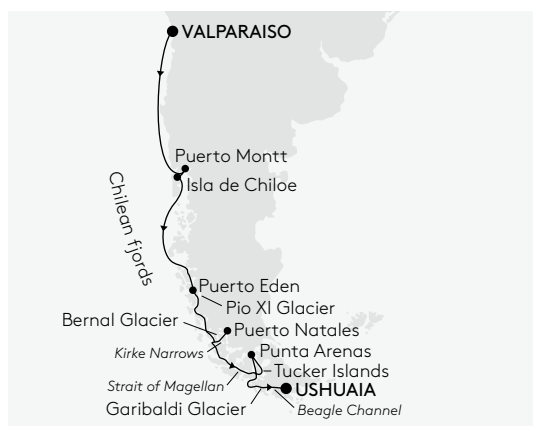 VALPARAISO
Puerto Montt
Isla de Chiloe
Chilean fjords
Puerto Eden
Pio XI Glacier
Bernal Glacier
Puerto Natales
Kirke Narrows
Punta Arenas
Tucker Islands
Strait of Magellan
USHUAIA
Garibaldi Glacier
Beagle Channel